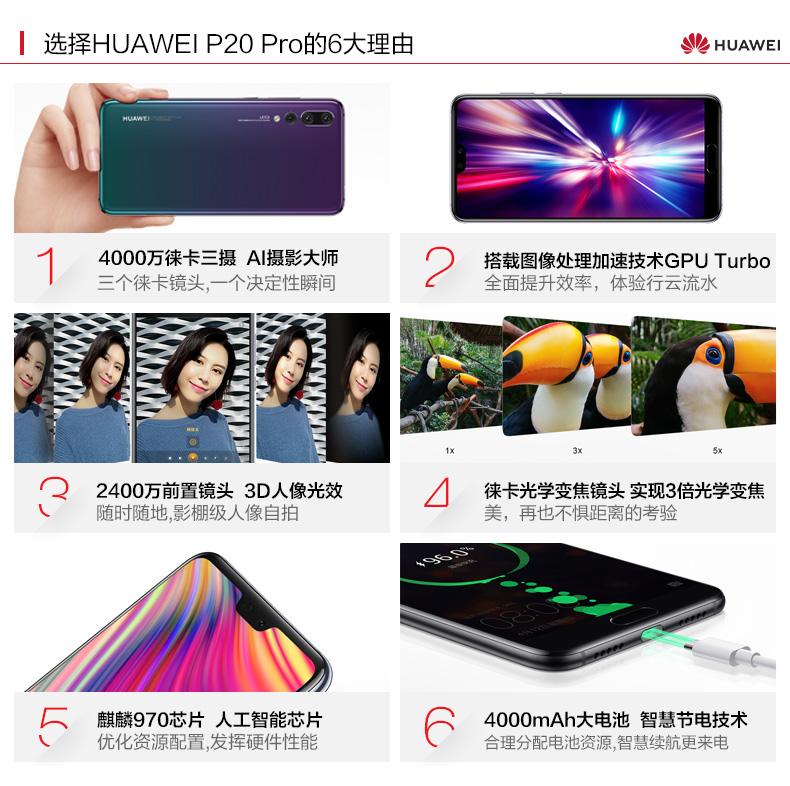 选择HUAWEI P20 Pro的6大理由
HUAWEI
HUAWEI
LEICA
1
4000万徕卡三摄 AI摄影大师
三个徕卡镜头,一个决定性瞬间
2
搭载图像处理加速技术GPU Turbo
全面提升效率，体验行云流水
3
2400万前置镜头 3D人像光效
随时随地,影棚级人像自拍
1x
3x
5x
4
徕卡光学变焦镜头 实现3倍光学变焦
美，再也不惧距离的考验
5
麒麟970芯片 人工智能芯片
优化资源配置,发挥硬件性能
96.0%
08:08
6
4000mAh大电池 智慧节电技术
合理分配电池资源,智慧续航更来电